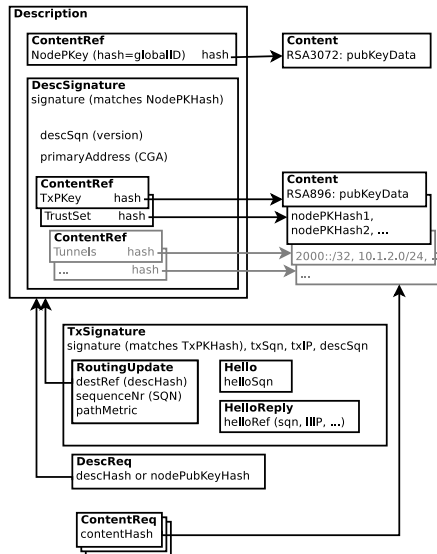 Description
ContentRef
NodePKey (hash=globalID) hash
Content
RSA3072: pubKeyData
DescSignature
signature (matches NodePKHash)
descSqn (version)
primaryAddress (CGA)
ContentRef
TxPKey hash
TrustSet hash
ContentRef
Tunnels hash
... hash
Content
RSA896: pubKeyData
nodePKHash1,
nodePKHash2, ...
2000::/32, 10.1.2.0/24, ..
...
TxSignature
signature (matches TxPKHash), txSqn, txIP, descSqn
RoutingUpdate
destRef (descHash)
sequenceNr (SQN)
pathMetric
Hello
helloSqn
HelloReply
helloRef (sqn, IIIP, ...)
DescReq
descHash or nodePubKeyHash
ContentReq
contentHash